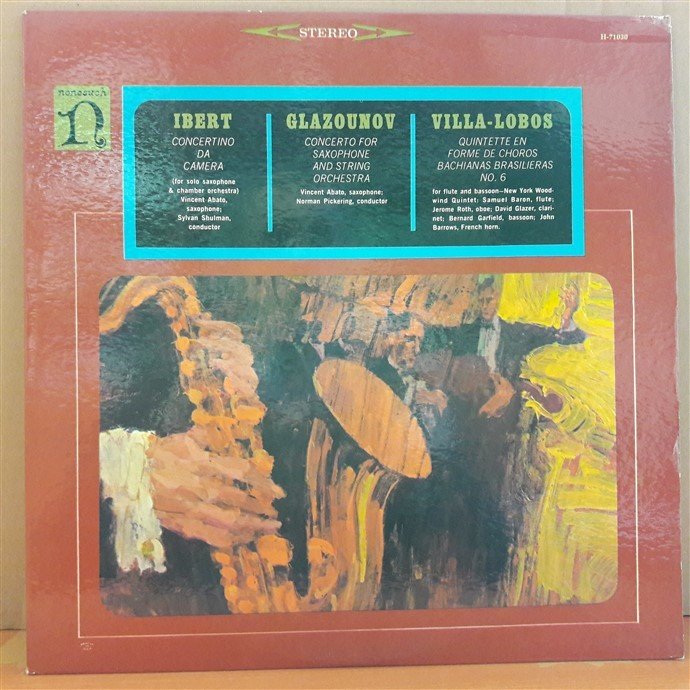 STEREO
H-71030
nonesuch
n
IBERT
CONCERTINO
DA
CAMERA
(for solo saxophone
& chamber orchestra)
Vincent Abato,
saxophone;
Sylvan Shulman,
conductor
GLAZOUNOV
CONCERTO FOR
SAXOPHONE
AND STRING
ORCHESTRA
Vincent Abato, saxophone;
Norman Pickering, conductor
VILLA-LOBOS
QUINTETTE EN
FORME DE CHOROS
BACHIANAS BRASILIERAS
NO. 6
for flute and bassoon—New York Wood-
wind Quintet: Samuel Baron, flute;
Jerome Roth, oboe; David Glazer, clari-
net; Bernard Garfield, bassoon; John
Barrows, French horn.